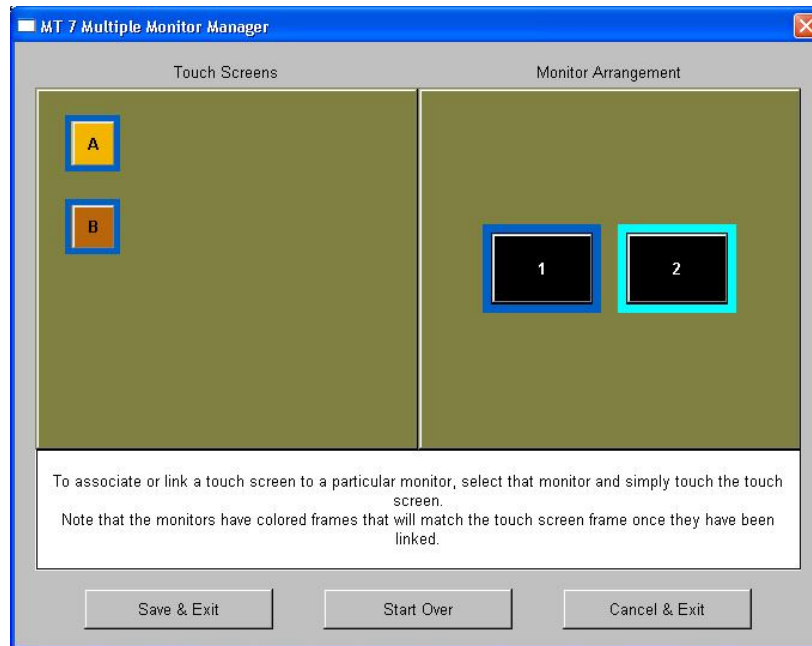 MT 7 Multiple Monitor Manager
Touch Screens
Monitor Arrangement
A
B
1
2
To associate or link a touch screen to a particular monitor, select that monitor and simply touch the touch
screen.
Note that the monitors have colored frames that will match the touch screen frame once they have been
linked.
Save & Exit
Start Over
Cancel & Exit